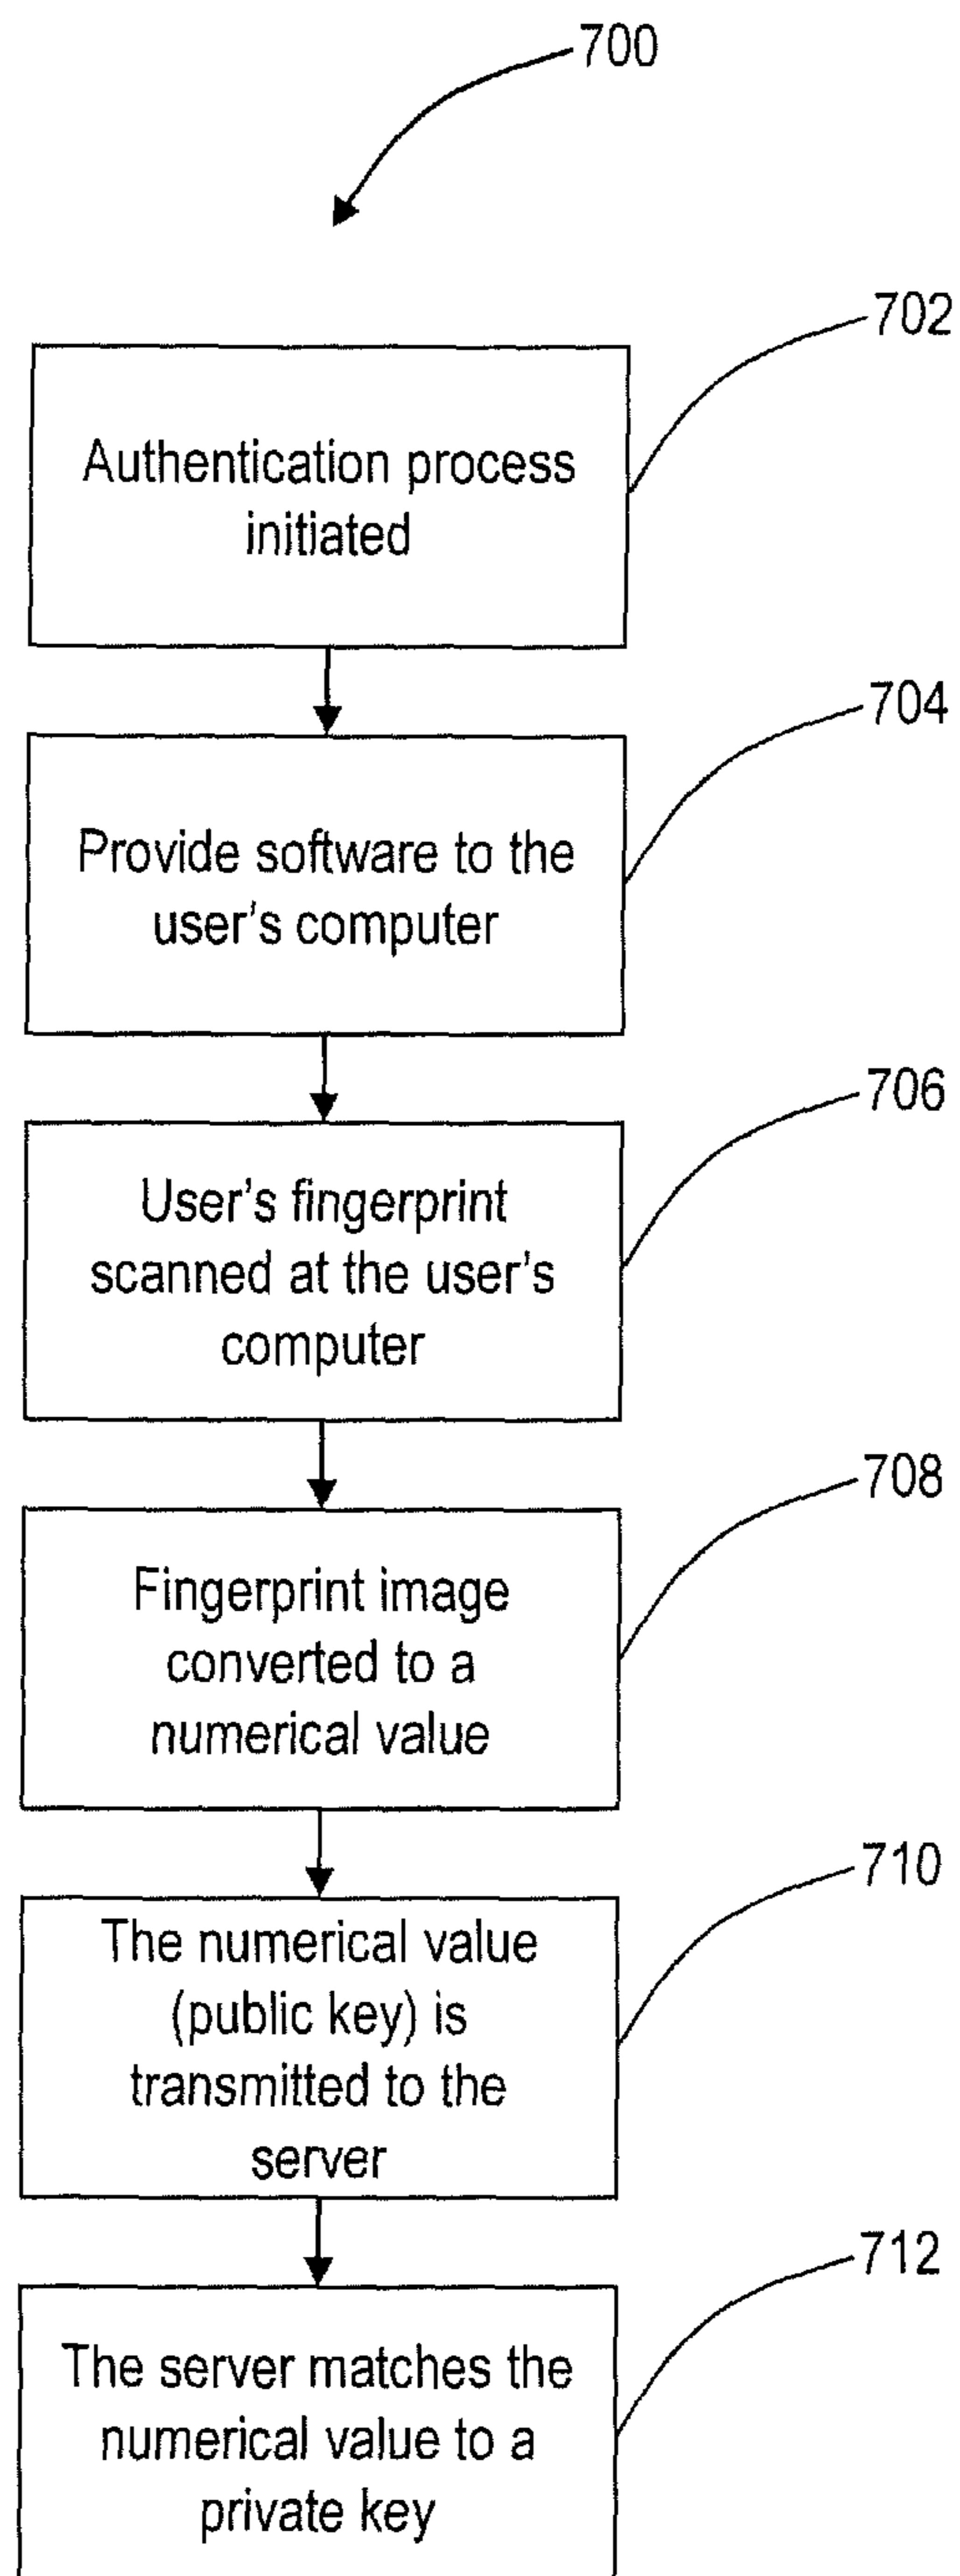 700
702
Authentication process
initiated
704
Provide software to the
user's computer
706
User's fingerprint
scanned at the user's
computer
708
Fingerprint image
converted to a
numerical value
710
The numerical value
(public key) is
transmitted to the
server
712
The server matches the
numerical value to a
private key